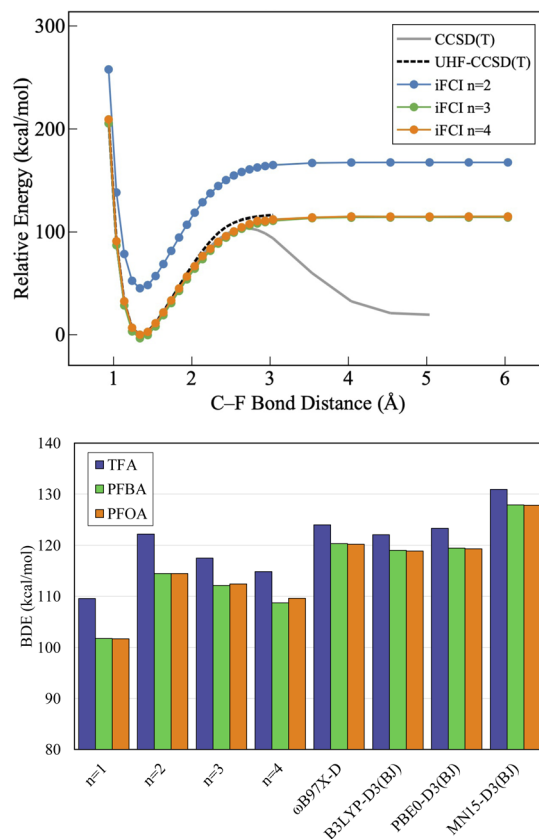 300
200
100
0
Relative Energy (kcal/mol)
CCSD(T)
UHF-CCSD(T)
iFCI n=2
iFCI n=3
iFCI n=4
1 2 3 4 5 6
C–F Bond Distance (Å)
140
130
120
110
100
90
80
BDE (kcal/mol)
TFA
PFBA
PFOA
n=1
n=2
n=3
n=4
ωB97X-D
B3LYP-D3(BJ)
PBE0-D3(BJ)
MN15-D3(BJ)